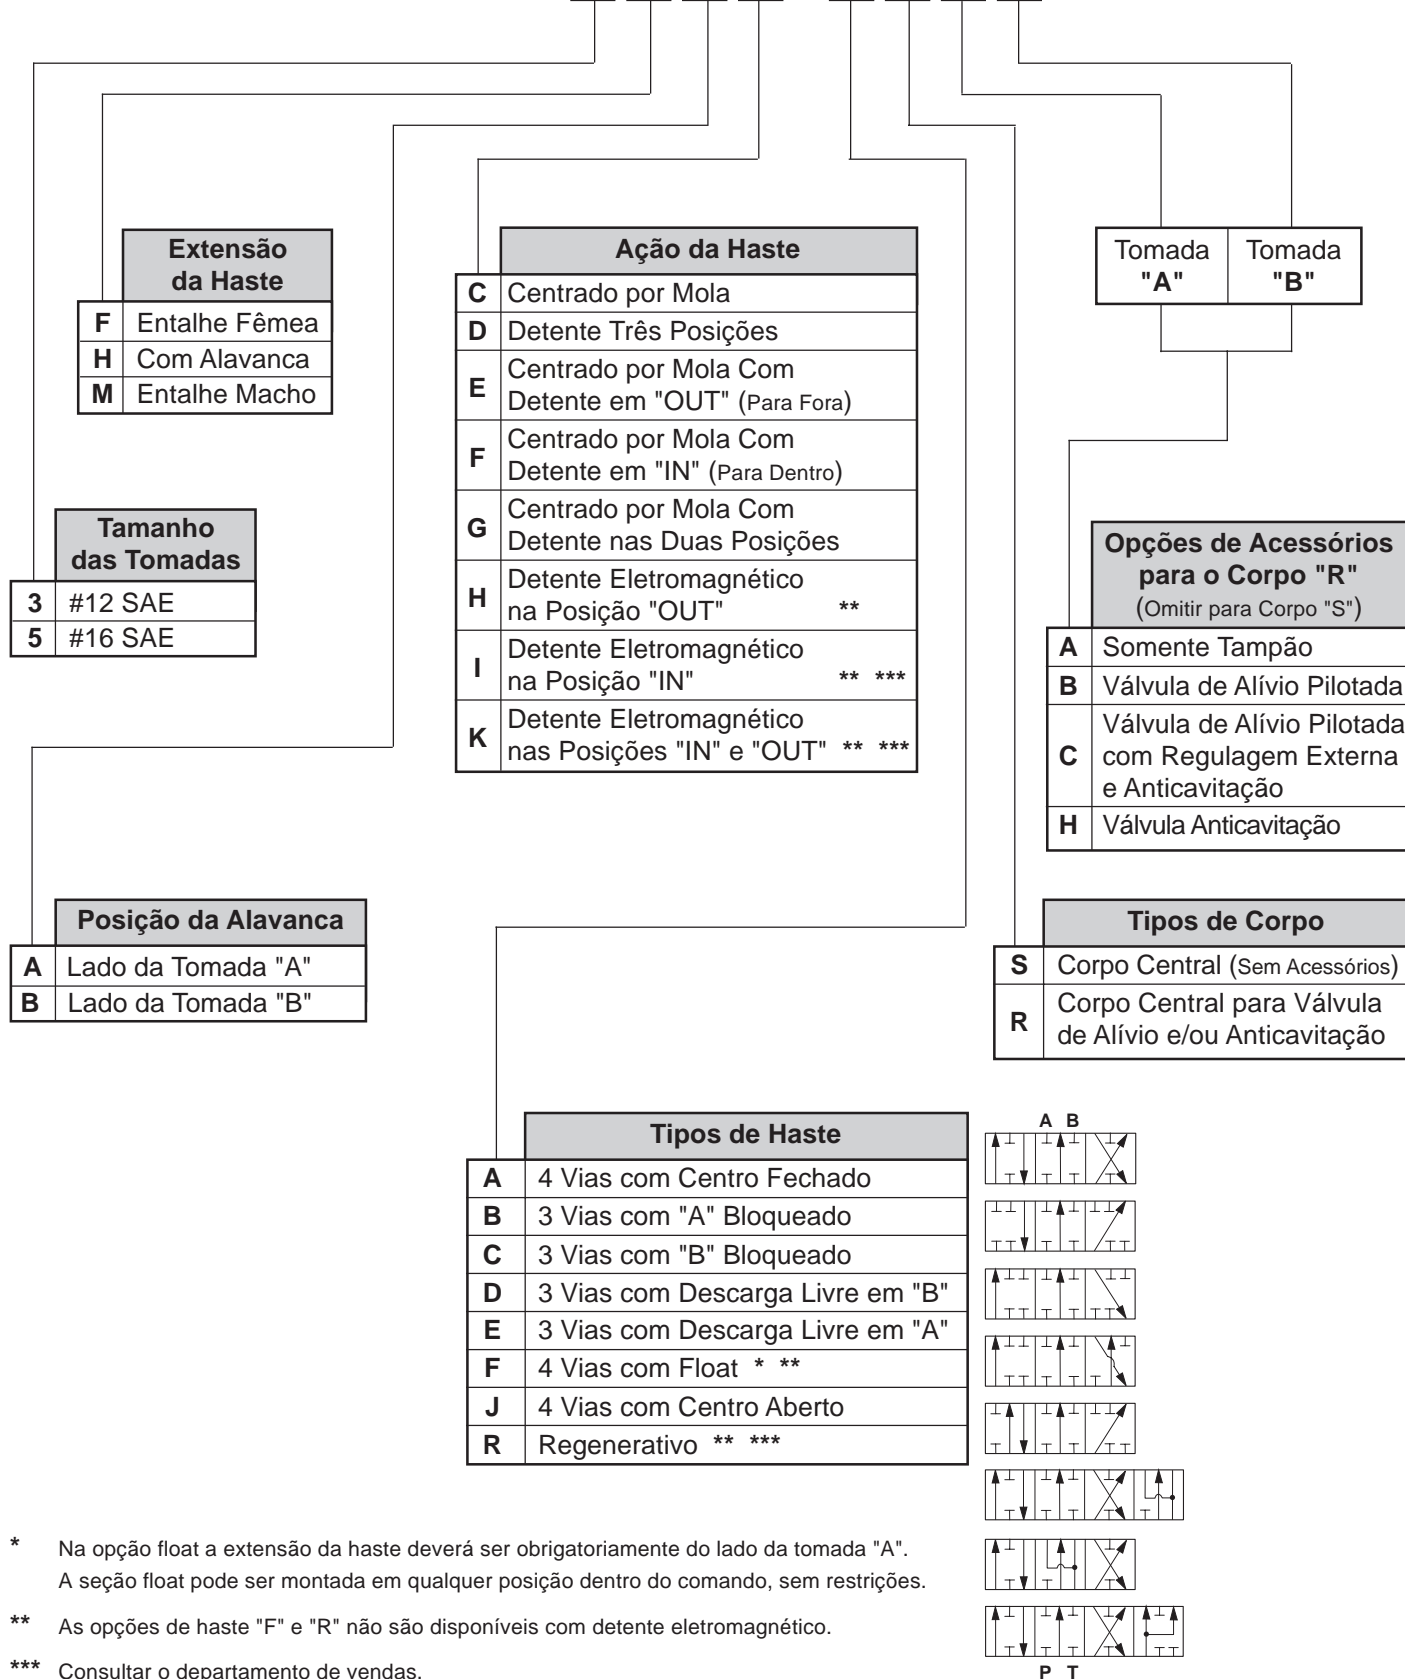 Extensão
da Haste
F Entalhe Fêmea
H Com Alavanca
M Entalhe Macho
Tamanho
das Tomadas
3 #12 SAE
5 #16 SAE
Posição da Alavanca
A Lado da Tomada "A"
B Lado da Tomada "B"
Ação da Haste
C Centrado por Mola
D Detente Três Posições
E Centrado por Mola Com
Detente em "OUT" (Para Fora)
F Centrado por Mola Com
Detente em "IN" (Para Dentro)
G Centrado por Mola Com
Detente nas Duas Posições
H Detente Eletromagnético
na Posição "OUT" **
I Detente Eletromagnético
na Posição "IN" ** ***
K Detente Eletromagnético
nas Posições "IN" e "OUT" ** ***
Tomada "A"
Tomada "B"
Opções de Acessórios
para o Corpo "R"
(Omitir para Corpo "S")
A Somente Tampão
B Válvula de Alívio Pilotada
C Válvula de Alívio Pilotada
com Regulagem Externa
e Anticavitação
H Válvula Anticavitação
Tipos de Corpo
S Corpo Central (Sem Acessórios)
R Corpo Central para Válvula
de Alívio e/ou Anticavitação
Tipos de Haste
A 4 Vias com Centro Fechado
B 3 Vias com "A" Bloqueado
C 3 Vias com "B" Bloqueado
D 3 Vias com Descarga Livre em "B"
E 3 Vias com Descarga Livre em "A"
F 4 Vias com Float * **
J 4 Vias com Centro Aberto
R Regenerativo ** ***
A B
P T
* Na opção float a extensão da haste deverá ser obrigatoriamente do lado da tomada "A".
A seção float pode ser montada em qualquer posição dentro do comando, sem restrições.
** As opções de haste "F" e "R" não são disponíveis com detente eletromagnético.
*** Consultar o departamento de vendas.